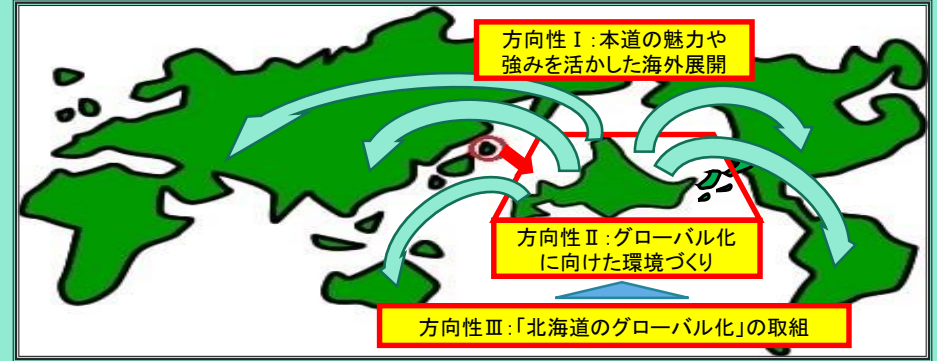 方向性Ⅰ:本道の魅力や
強みを活かした海外展開
方向性Ⅱ:グローバル化
に向けた環境づくり
方向性Ⅲ:「北海道のグローバル化」の取組